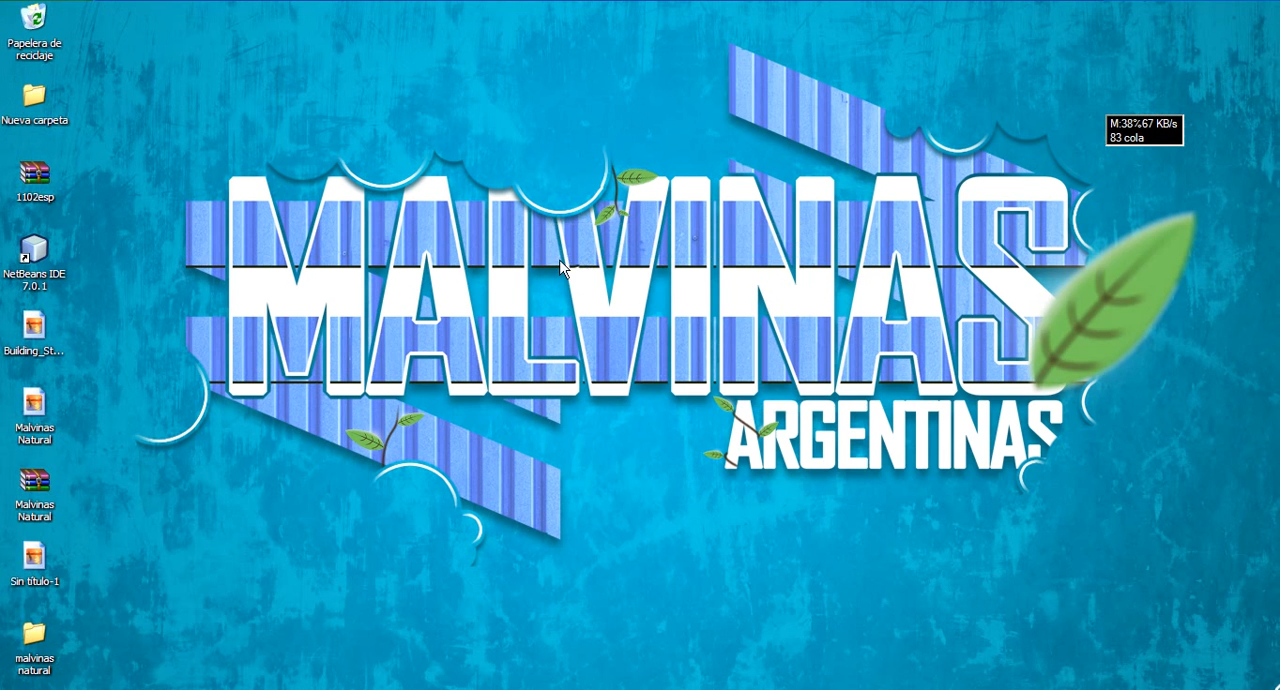 Papelera de
reciclaje
Nueva carpeta
1102esp
NetBeans IDE
7.0.1
Building_St...
Malvinas
Natural
Malvinas
Natural
Sin título-1
malvinas
natural
MALVINAS
ARGENTINAS
M:38%67 KB/s
83 cola